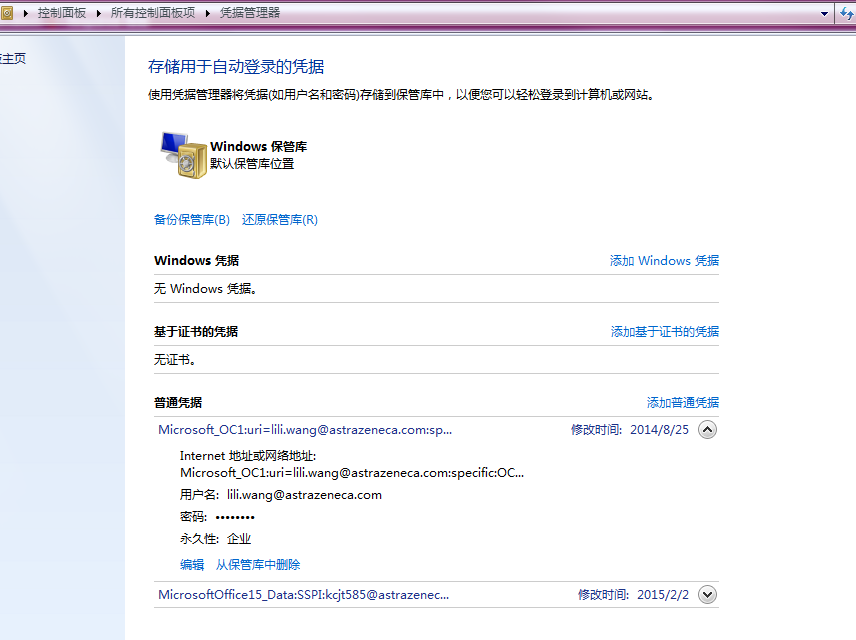 控制面板 ▸ 所有控制面板项 ▸ 凭据管理器
主页
存储用于自动登录的凭据
使用凭据管理器将凭据(如用户名和密码)存储到保管库中，以便您可以轻松登录到计算机或网站。
Windows 保管库
默认保管库位置
备份保管库(B) 还原保管库(R)
Windows 凭据 添加 Windows 凭据
无 Windows 凭据。
基于证书的凭据 添加基于证书的凭据
无证书。
普通凭据 添加普通凭据
Microsoft_OC1:uri=lili.wang@astrazeneca.com:sp... 修改时间: 2014/8/25
Internet 地址或网络地址:
Microsoft_OC1:uri=lili.wang@astrazeneca.com:specific:OC...
用户名: lili.wang@astrazeneca.com
密码: ••••••••
永久性: 企业
编辑 从保管库中删除
MicrosoftOffice15_Data:SSPI:kcjt585@astrazenec... 修改时间: 2015/2/2